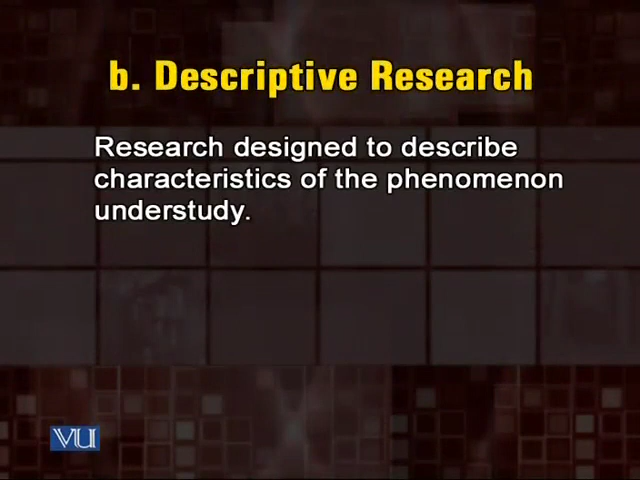 b. Descriptive Research
Research designed to describe
characteristics of the phenomenon
understudy.
VU